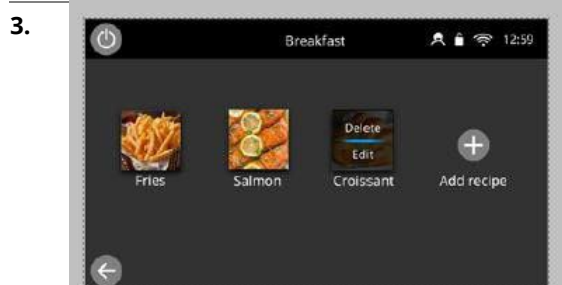 3.
Breakfast 12:59
Delete
Edit
Fries Salmon Croissant Add recipe